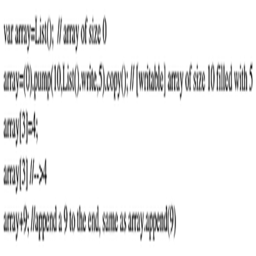 var array=List();  // array of size 0
array=(0).pump(10,List().write,5).copy(); // [writable] array of size 10 filled with 5
array[3]=4;
array[3] //-->4
array+9; //append a 9 to the end, same as array.append(9)